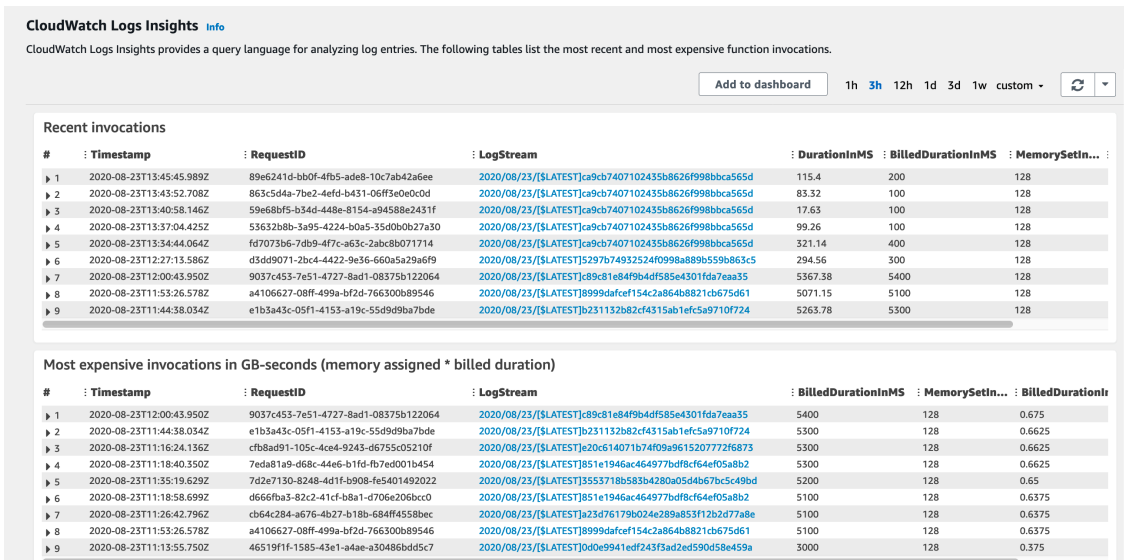 CloudWatch Logs Insights Info
CloudWatch Logs Insights provides a query language for analyzing log entries. The following tables list the most recent and most expensive function invocations.
Add to dashboard 1h 3h 12h 1d 3d 1w custom
Recent invocations
# Timestamp RequestID LogStream DurationInMS BilledDurationInMS MemorySetIn...
1 2020-08-23T13:45:45.989Z 89e6241d-bb0f-4fb5-ade8-10c7ab42a6ee 2020/08/23/[$LATEST]ca9cb7407102435b8626f998bbca565d 115.4 200 128
2 2020-08-23T13:43:52.708Z 863c5d4a-7be2-4efd-b431-06ff3e0e0c0d 2020/08/23/[$LATEST]ca9cb7407102435b8626f998bbca565d 83.32 100 128
3 2020-08-23T13:40:58.146Z 59e68bf5-b34d-448e-8154-a94588e2431f 2020/08/23/[$LATEST]ca9cb7407102435b8626f998bbca565d 17.63 100 128
4 2020-08-23T13:37:04.425Z 53632b8b-3a95-4224-b0a5-35d0b0b27a30 2020/08/23/[$LATEST]ca9cb7407102435b8626f998bbca565d 99.26 100 128
5 2020-08-23T13:34:44.064Z fd7073b6-7db9-4f7c-a63c-2abc8b071714 2020/08/23/[$LATEST]ca9cb7407102435b8626f998bbca565d 321.14 400 128
6 2020-08-23T12:27:13.586Z d3dd9071-2bc4-4422-9e36-660a5a29a6f9 2020/08/23/[$LATEST]5297b74932524f0998a889b559b863c5 294.56 300 128
7 2020-08-23T12:00:43.950Z 9037c453-7e51-4727-8ad1-08375b122064 2020/08/23/[$LATEST]c89c81e84f9b4df585e4301fda7eaa35 5367.38 5400 128
8 2020-08-23T11:53:26.578Z a4106627-08ff-499a-bf2d-766300b89546 2020/08/23/[$LATEST]8999dafcef154c2a864b8821cb675d61 5071.15 5100 128
9 2020-08-23T11:44:38.034Z e1b3a43c-05f1-4153-a19c-55d9d9ba7bde 2020/08/23/[$LATEST]b231132b82cf4315ab1efc5a9710f724 5263.78 5300 128
Most expensive invocations in GB-seconds (memory assigned * billed duration)
# Timestamp RequestID LogStream BilledDurationInMS MemorySetIn... BilledDurationIn
1 2020-08-23T12:00:43.950Z 9037c453-7e51-4727-8ad1-08375b122064 2020/08/23/[$LATEST]c89c81e84f9b4df585e4301fda7eaa35 5400 128 0.675
2 2020-08-23T11:44:38.034Z e1b3a43c-05f1-4153-a19c-55d9d9ba7bde 2020/08/23/[$LATEST]b231132b82cf4315ab1efc5a9710f724 5300 128 0.6625
3 2020-08-23T11:16:24.136Z cfb8ad91-105c-4ce4-9243-d6755c05210f 2020/08/23/[$LATEST]e20c614071b74f09a9615207772f6873 5300 128 0.6625
4 2020-08-23T11:18:40.350Z 7eda81a9-d68c-44e6-b1fd-fb7ed001b454 2020/08/23/[$LATEST]851e1946ac464977bdf8cf64ef05a8b2 5300 128 0.6625
5 2020-08-23T11:35:19.629Z 7d2e7130-8248-4d1f-b908-fe5401492022 2020/08/23/[$LATEST]3553718b583b4280a05d4b67bc5c49bd 5200 128 0.65
6 2020-08-23T11:18:58.699Z d666fba3-82c2-41cf-b8a1-d706e206bcc0 2020/08/23/[$LATEST]851e1946ac464977bdf8cf64ef05a8b2 5100 128 0.6375
7 2020-08-23T11:26:42.796Z cb64c284-a676-4b27-b18b-684ff4558bec 2020/08/23/[$LATEST]a23d76179b024e289a853f12b2d77a8e 5100 128 0.6375
8 2020-08-23T11:53:26.578Z a4106627-08ff-499a-bf2d-766300b89546 2020/08/23/[$LATEST]8999dafcef154c2a864b8821cb675d61 5100 128 0.6375
9 2020-08-23T11:13:55.750Z 46519f1f-1585-43e1-a4ae-a30486bdd5c7 2020/08/23/[$LATEST]0d0e9941edf243f3ad2ed590d58e459a 3000 128 0.375